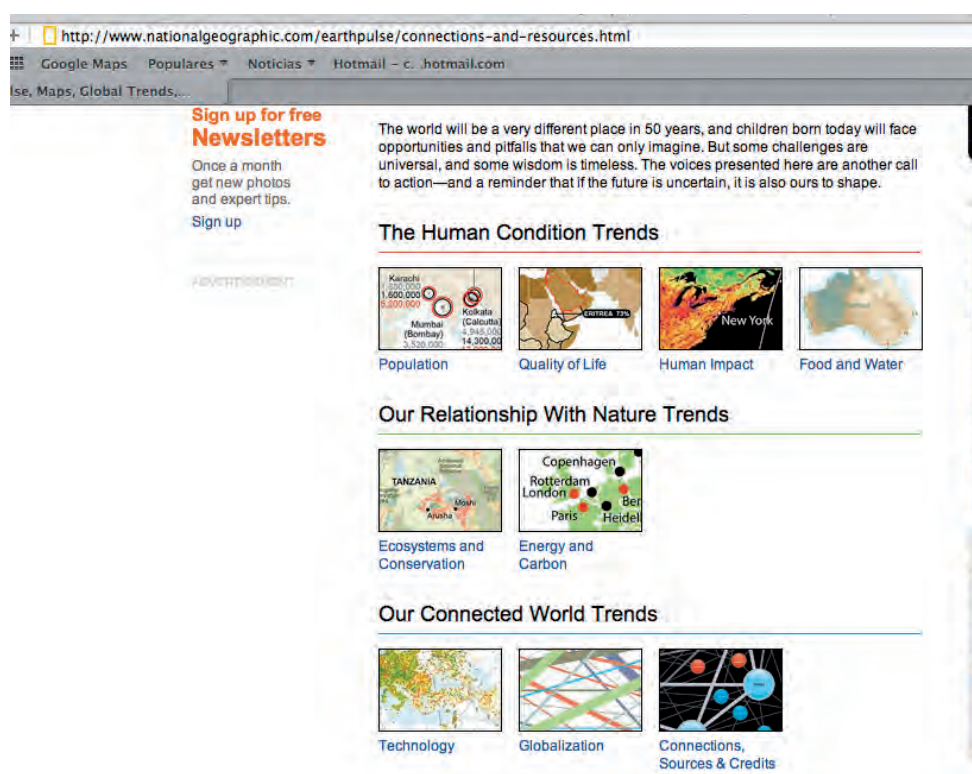 http://www.nationalgeographic.com/earthpulse/connections-and-resources.html
Google Maps Populares Noticias Hotmail - c. .hotmail.com
lse, Maps, Global Trends,...
Sign up for free
Newsletters
Once a month
get new photos
and expert tips.
Sign up
ADVERTISEMENT
The world will be a very different place in 50 years, and children born today will face
opportunities and pitfalls that we can only imagine. But some challenges are
universal, and some wisdom is timeless. The voices presented here are another call
to action—and a reminder that if the future is uncertain, it is also ours to shape.
The Human Condition Trends
Karachi
1,600,000
Mumbai
(Bombay)
3,520,000
Kolkata
(Calcutta)
4,945,000
14,300,00
ERITREA 73%
New York
Population
Quality of Life
Human Impact
Food and Water
Our Relationship With Nature Trends
TANZANIA
Arusha
Moshi
Copenhagen
Rotterdam
London
Ber
Paris
Heidell
Ecosystems and
Conservation
Energy and
Carbon
Our Connected World Trends
Technology
Globalization
Connections,
Sources & Credits